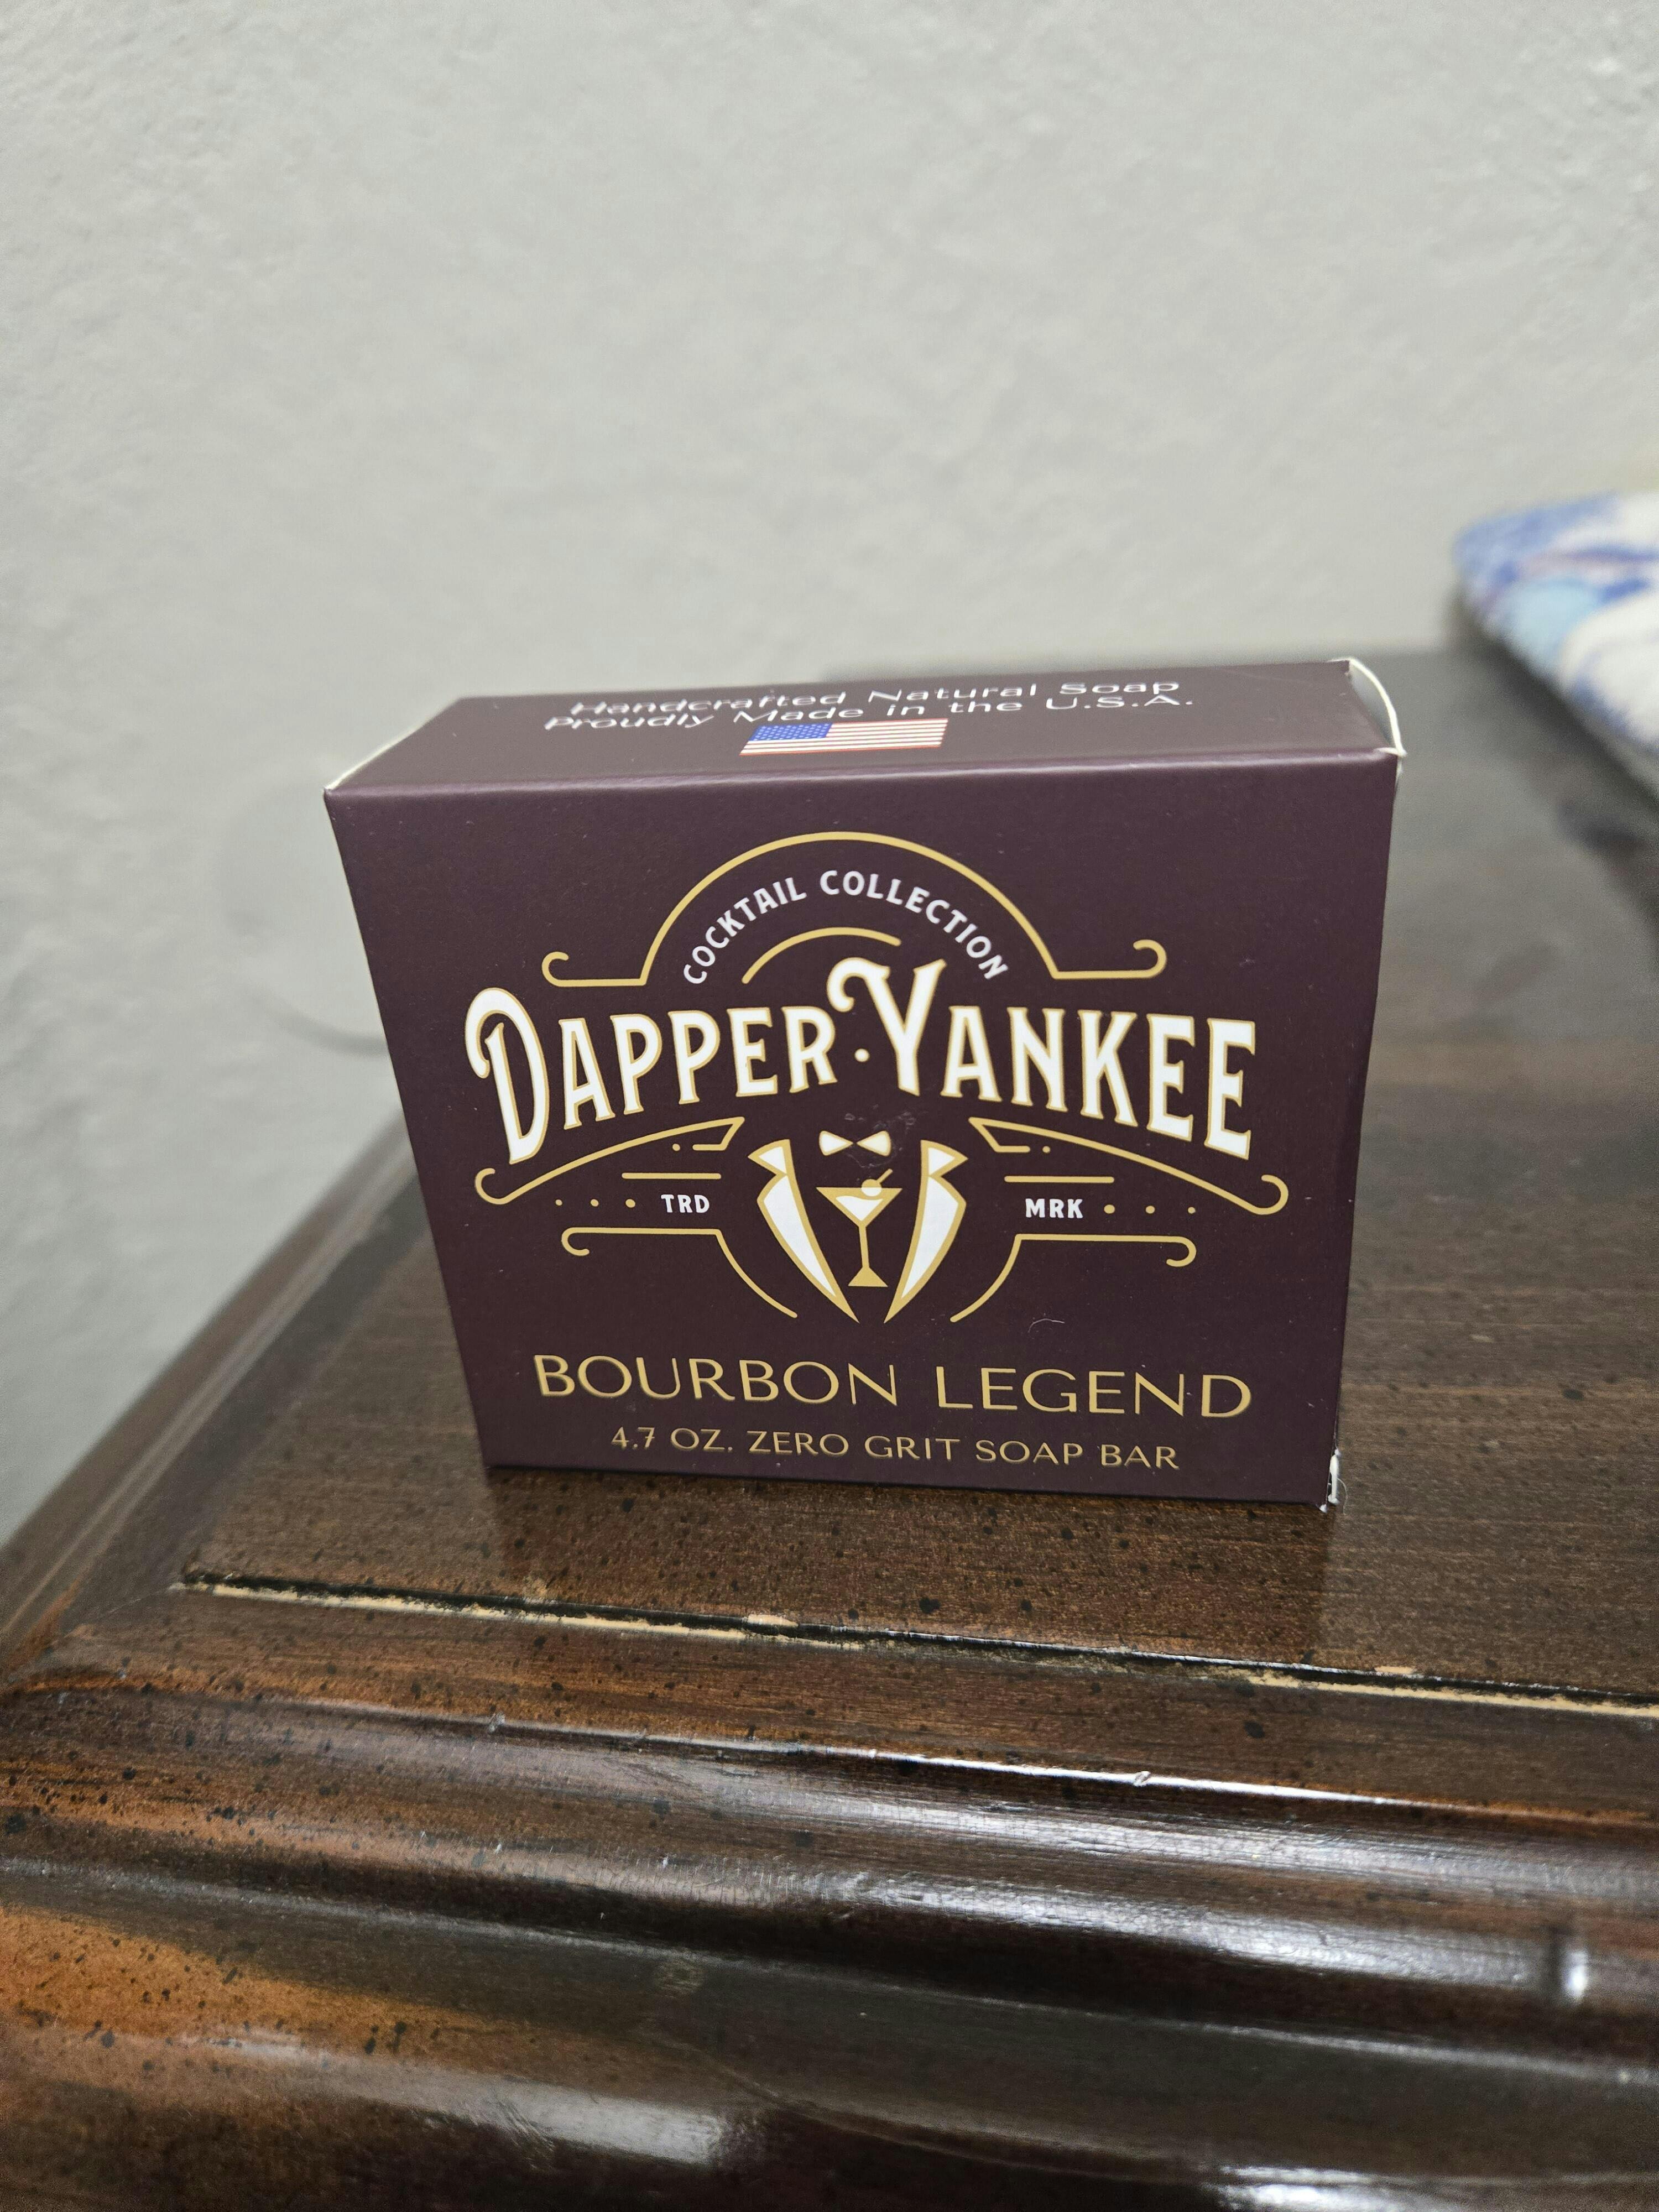 Handcrafted Natural Soap
Proudly Made in the U.S.A.
COCKTAIL COLLECTION
DAPPER · YANKEE
TRD MRK
BOURBON LEGEND
4.7 OZ. ZERO GRIT SOAP BAR